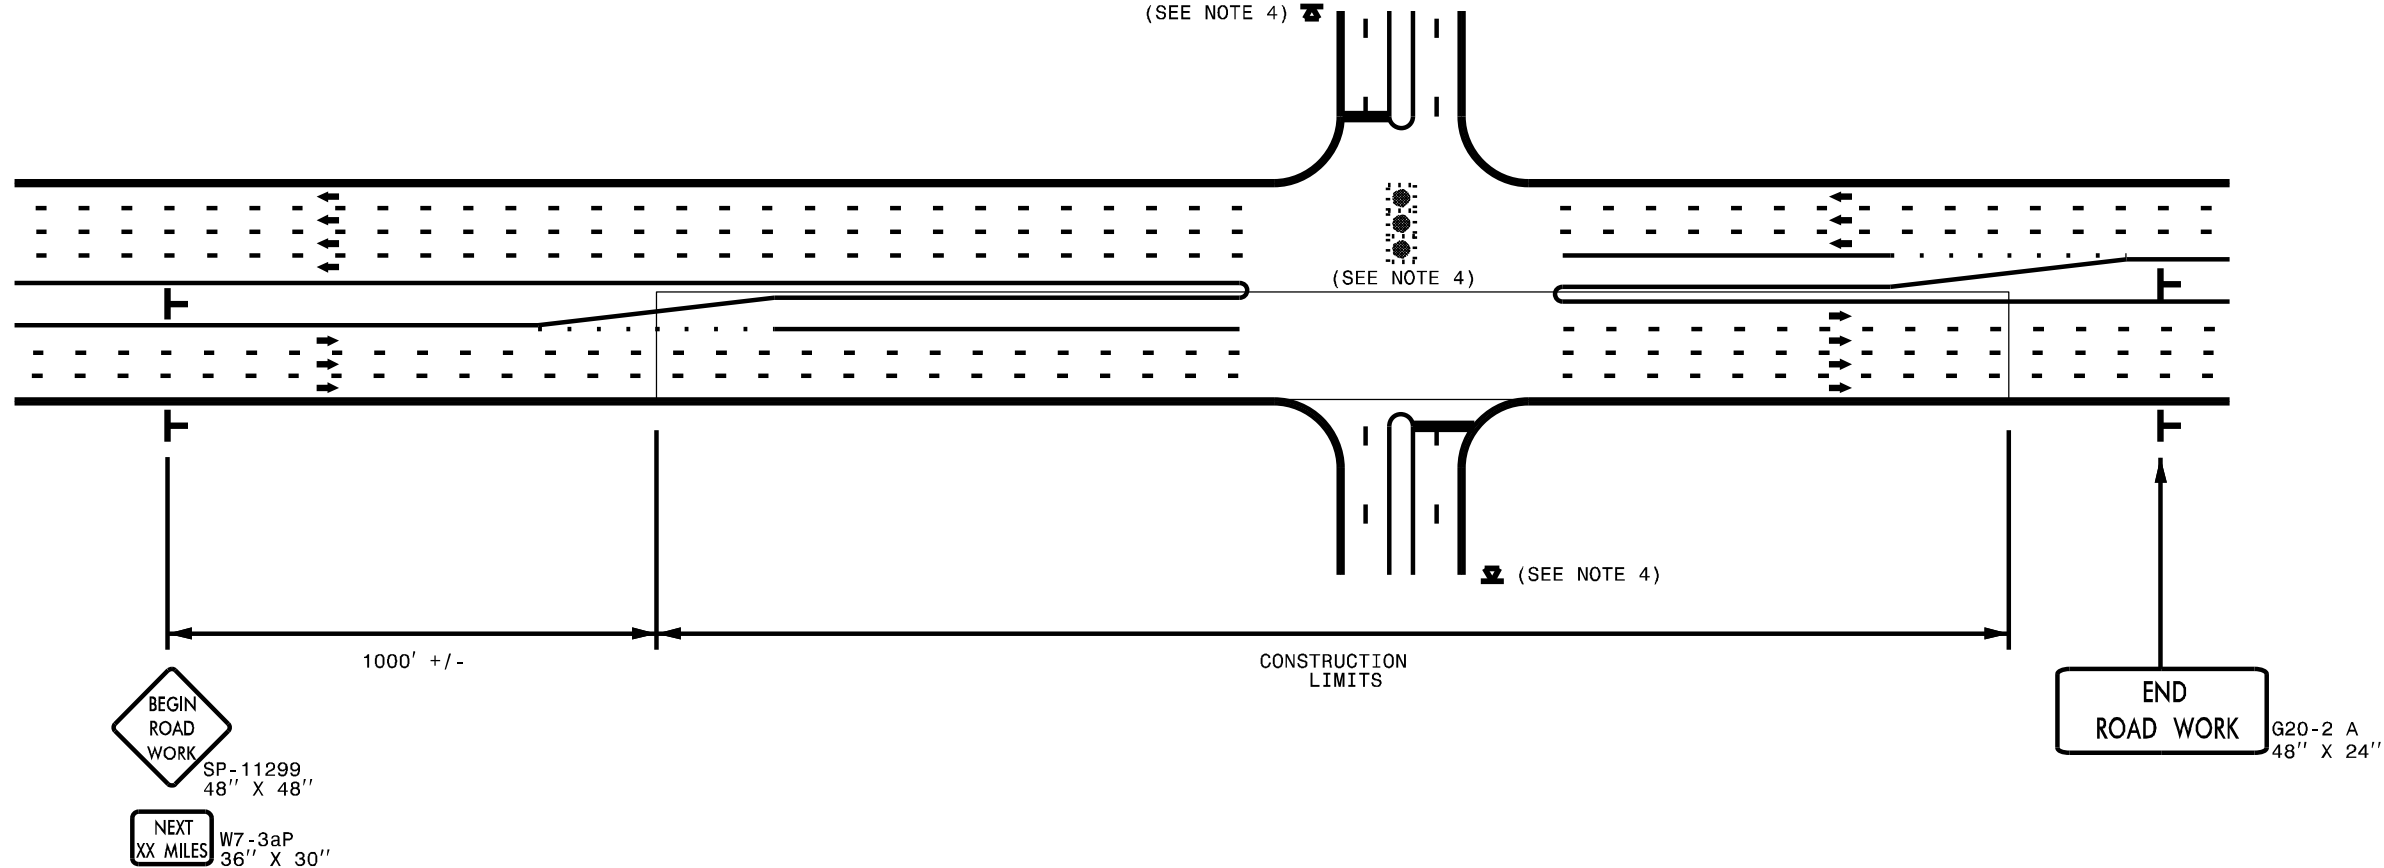 (SEE NOTE 4)
(SEE NOTE 4)
(SEE NOTE 4)
1000' +/-
CONSTRUCTION
LIMITS
BEGIN
ROAD
WORK
SP-11299
48'' X 48''
NEXT
XX MILES
W7-3aP
36'' X 30''
END
ROAD WORK
G20-2 A
48'' X 24''